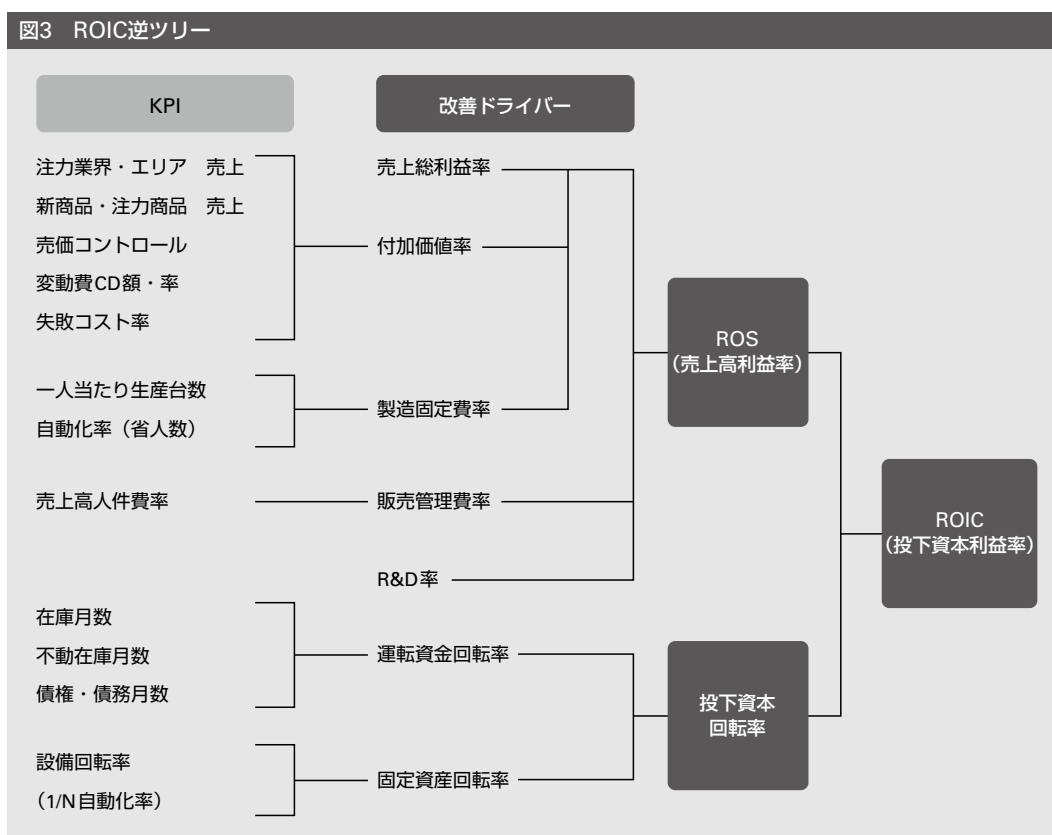 図3 ROIC逆ツリー
KPI
改善ドライバー
注力業界・エリア 売上
新商品・注力商品 売上
売価コントロール
変動費CD額・率
失敗コスト率
一人当たり生産台数
自動化率（省人数）
売上高人件費率
在庫月数
不動在庫月数
債権・債務月数
設備回転率
（1/N自動化率）
売上総利益率
付加価値率
製造固定費率
販売管理費率
R&D率
運転資金回転率
固定資産回転率
ROS
（売上高利益率）
投下資本
回転率
ROIC
（投下資本利益率）